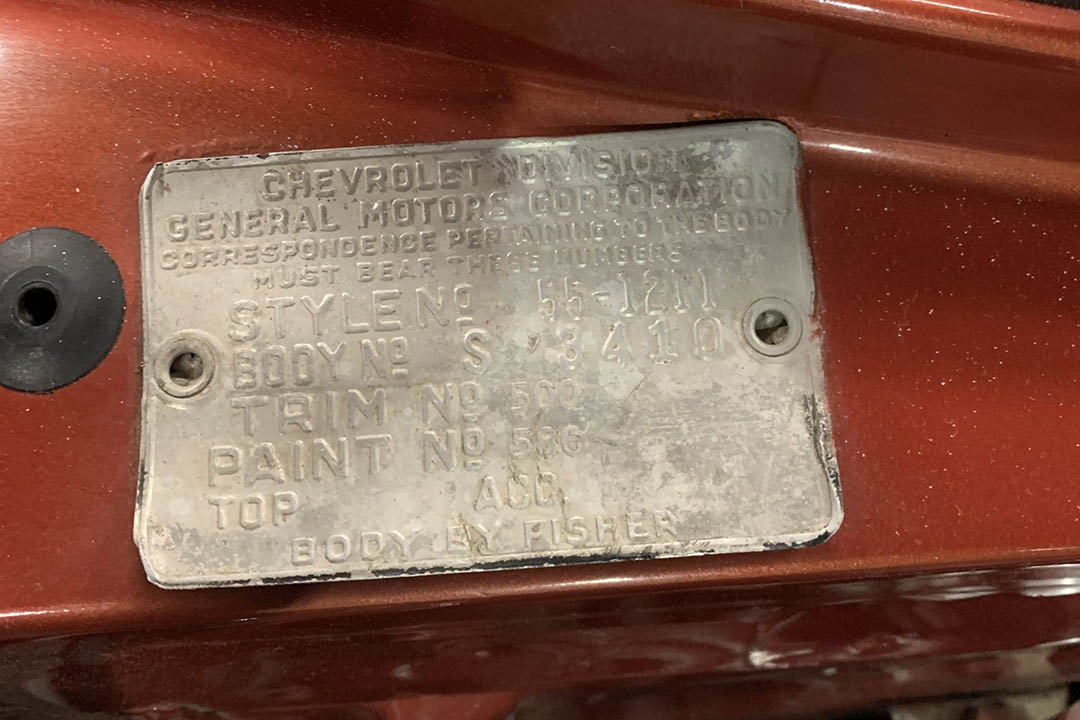 CHEVROLET DIVISION
GENERAL MOTORS CORPORATION
CORRESPONDENCE PERTAINING TO THE BODY
MUST BEAR THESE NUMBERS
STYLE NO 55-1211
BODY NO S 3410
TRIM NO 500
PAINT NO 586
TOP ACC.
BODY BY FISHER